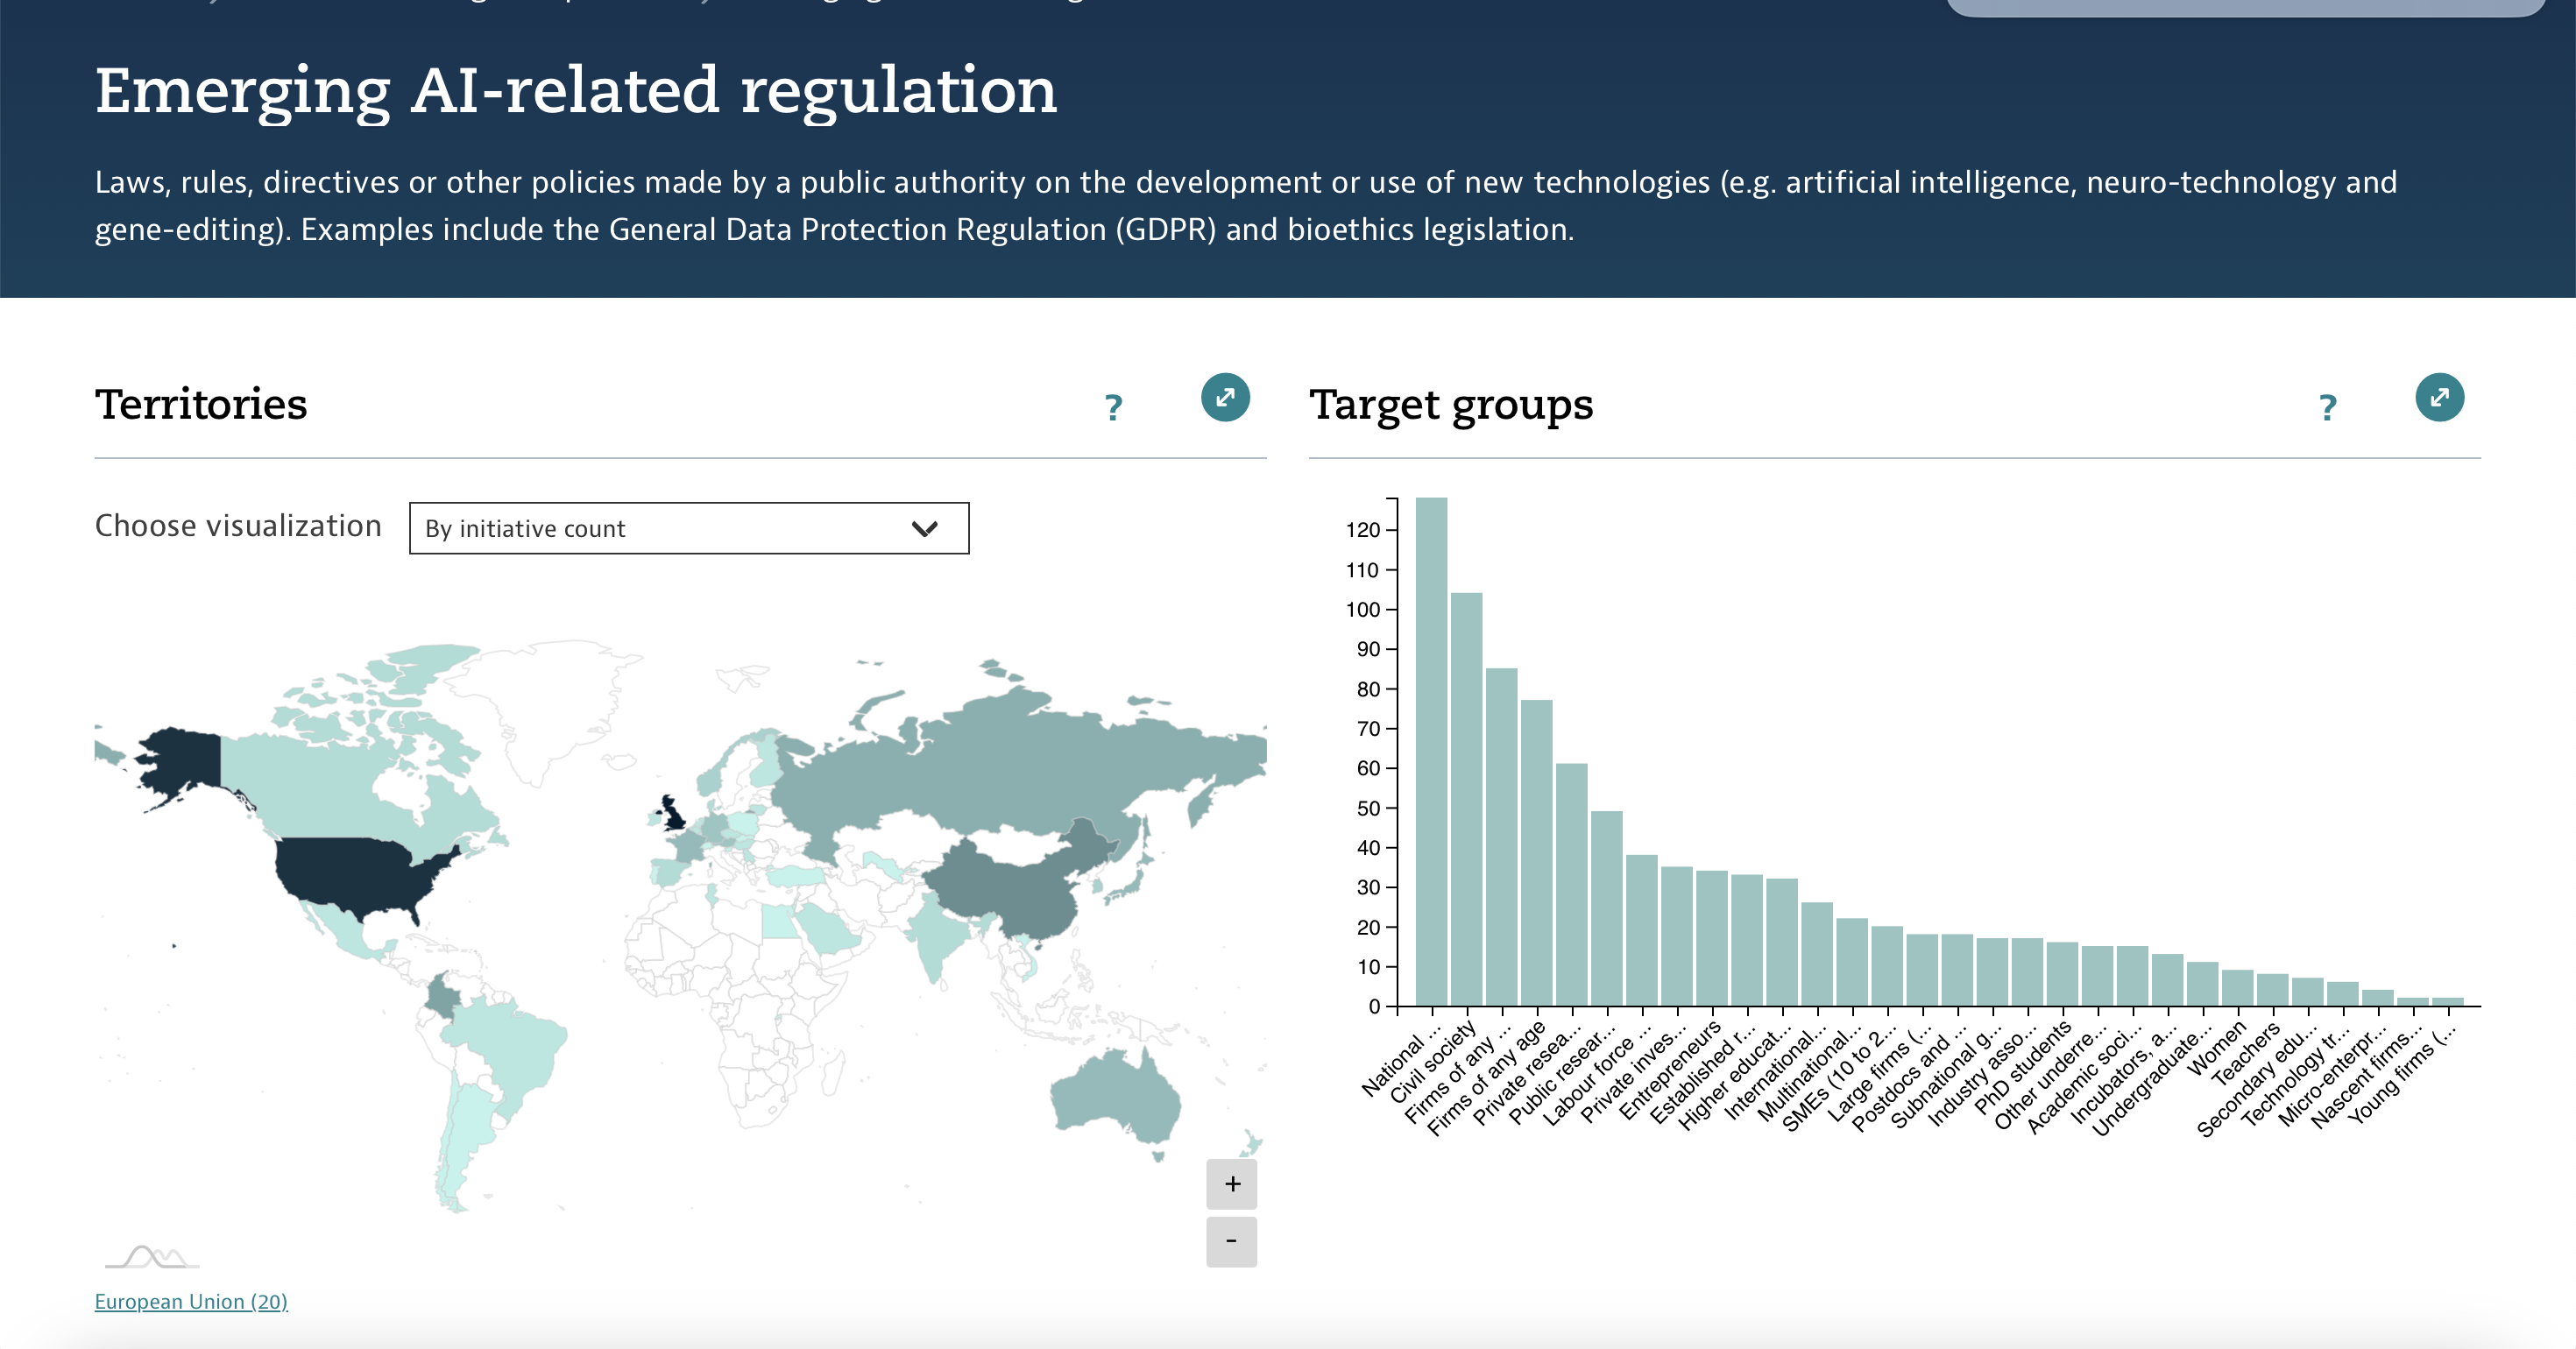 Emerging AI-related regulation
Laws, rules, directives or other policies made by a public authority on the development or use of new technologies (e.g. artificial intelligence, neuro-technology and
gene-editing). Examples include the General Data Protection Regulation (GDPR) and bioethics legislation.
Territories
?
Choose visualization
By initiative count
+
-
European Union (20)
Target groups
?
120
110
100
90
80
70
60
50
40
30
20
10
0
National ...
Civil society
Firms of any ...
Firms of any age
Private resea...
Public resear...
Labour force ...
Private inves...
Entrepreneurs
Established r...
Higher educat...
International...
Multinational...
SMEs (10 to 2...
Large firms (...
Postdocs and ...
Subnational g...
Industry asso...
PhD students
Other underre...
Academic soci...
Incubators, a...
Undergraduate...
Women
Teachers
Secondary edu...
Technology tr...
Micro-enterpr...
Nascent firms...
Young firms (...